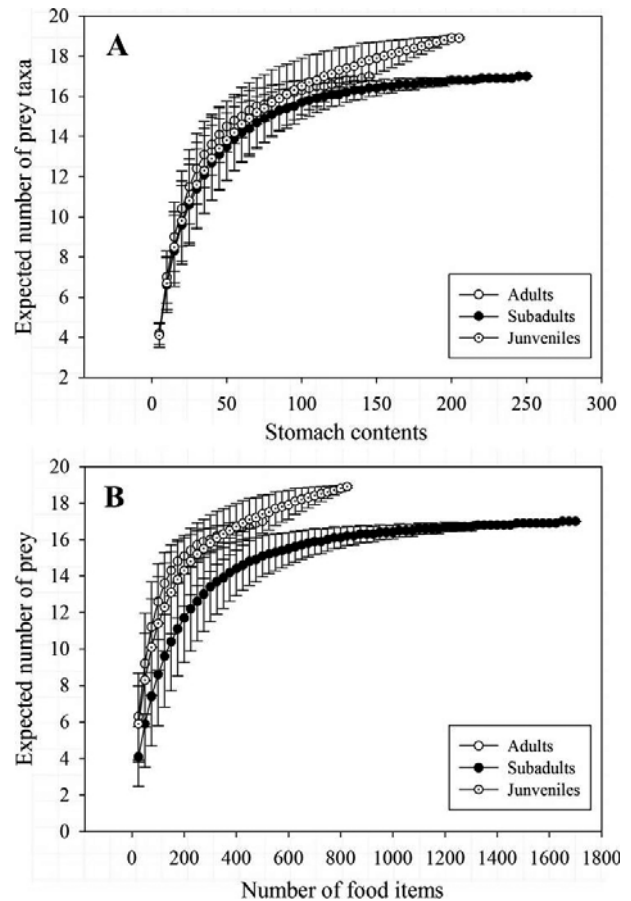 20
18
16
14
12
10
8
6
4
2
Expected number of prey taxa
A
Adults
Subadults
Junveniles
0 50 100 150 200 250 300
Stomach contents
20
18
16
14
12
10
8
6
4
2
0
Expected number of prey
B
Adults
Subadults
Junveniles
0 200 400 600 800 1000 1200 1400 1600 1800
Number of food items